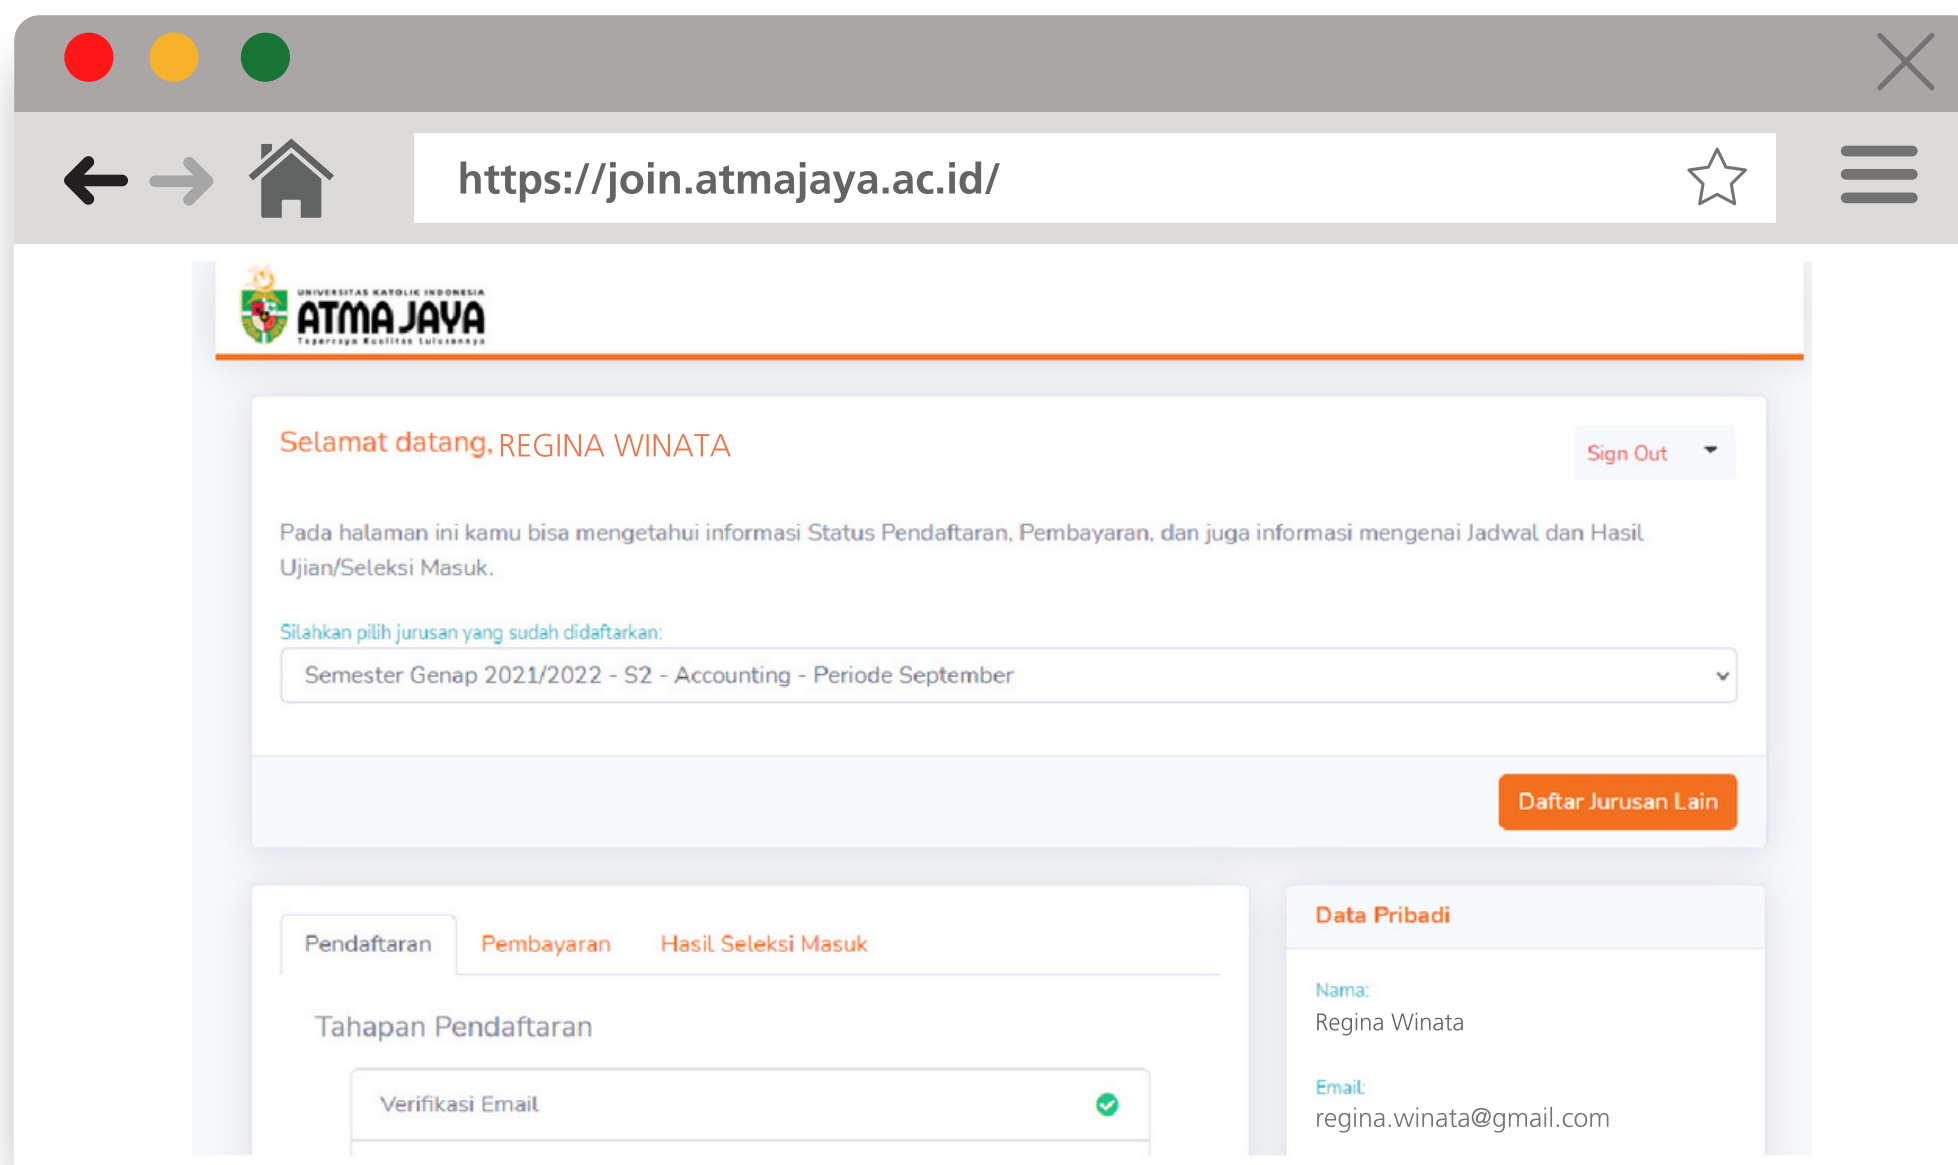 https://join.atmajaya.ac.id/
UNIVERSITAS KATOLIK INDONESIA
ATMA JAYA
Tepercaya Kualitas Lulusannya
Selamat datang, REGINA WINATA
Sign Out
Pada halaman ini kamu bisa mengetahui informasi Status Pendaftaran, Pembayaran, dan juga informasi mengenai Jadwal dan Hasil
Ujian/Seleksi Masuk.
Silahkan pilih jurusan yang sudah didaftarkan:
Semester Genap 2021/2022 - S2 - Accounting - Periode September
Daftar Jurusan Lain
Pendaftaran Pembayaran Hasil Seleksi Masuk
Tahapan Pendaftaran
Verifikasi Email
Data Pribadi
Nama:
Regina Winata
Email:
regina.winata@gmail.com